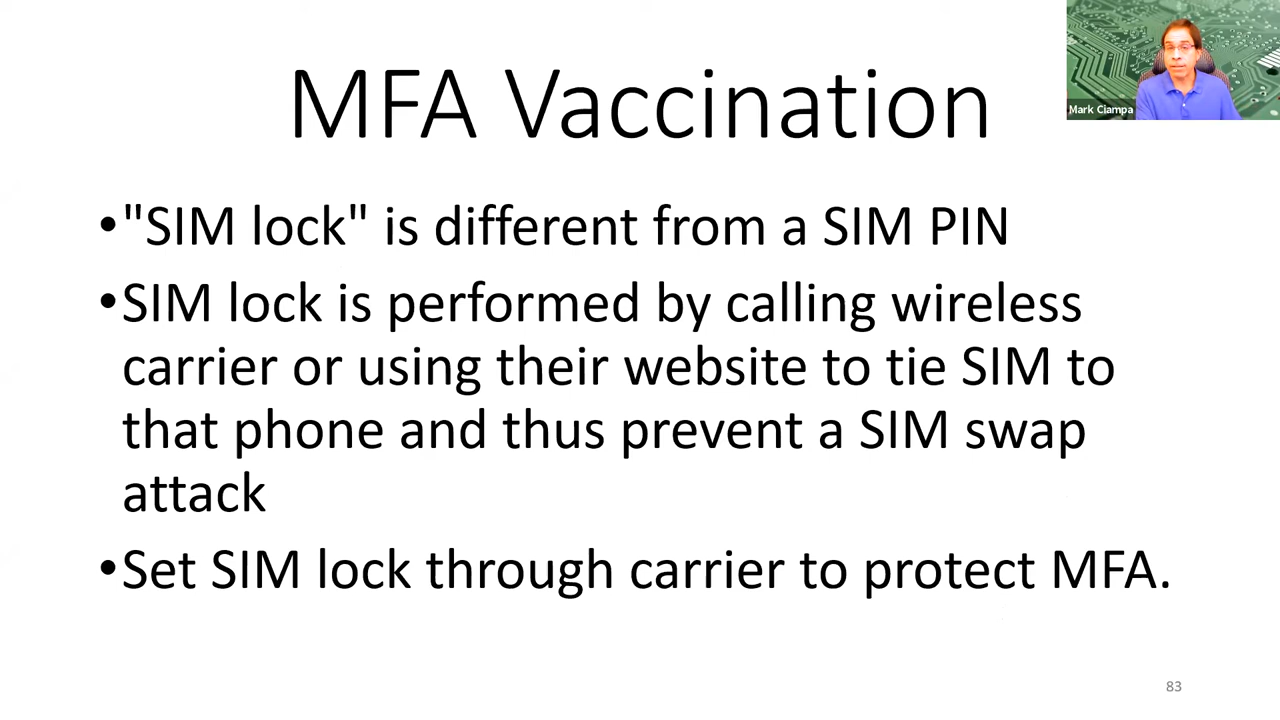 MFA Vaccination
Mark Ciampa
•"SIM lock" is different from a SIM PIN
•SIM lock is performed by calling wireless
carrier or using their website to tie SIM to
that phone and thus prevent a SIM swap
attack
•Set SIM lock through carrier to protect MFA.
83